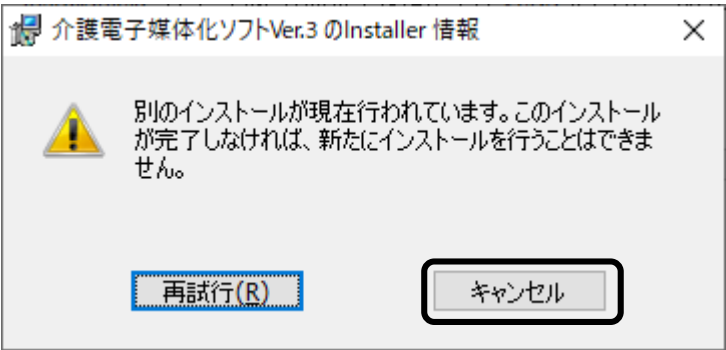 介護電子媒体化ソフトVer.3 のInstaller 情報
別のインストールが現在行われています。このインストール
が完了しなければ、新たにインストールを行うことはできま
せん。
再試行(R) キャンセル